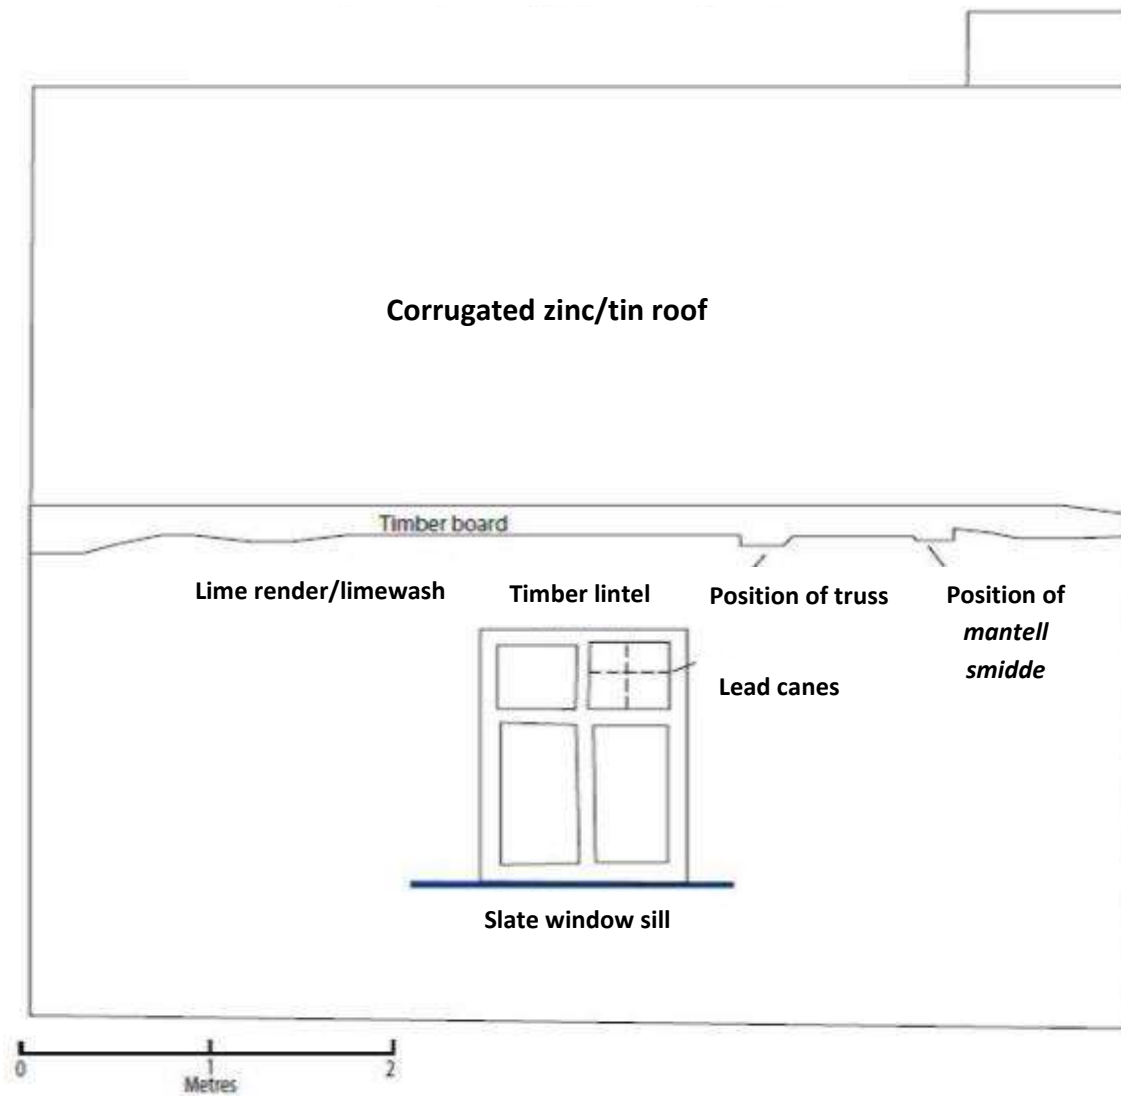 Corrugated zinc/tin roof
Timber board
Lime render/limewash
Timber lintel
Position of truss
Position of
mantell
smidde
Lead canes
Slate window sill
0 1 2
Metres